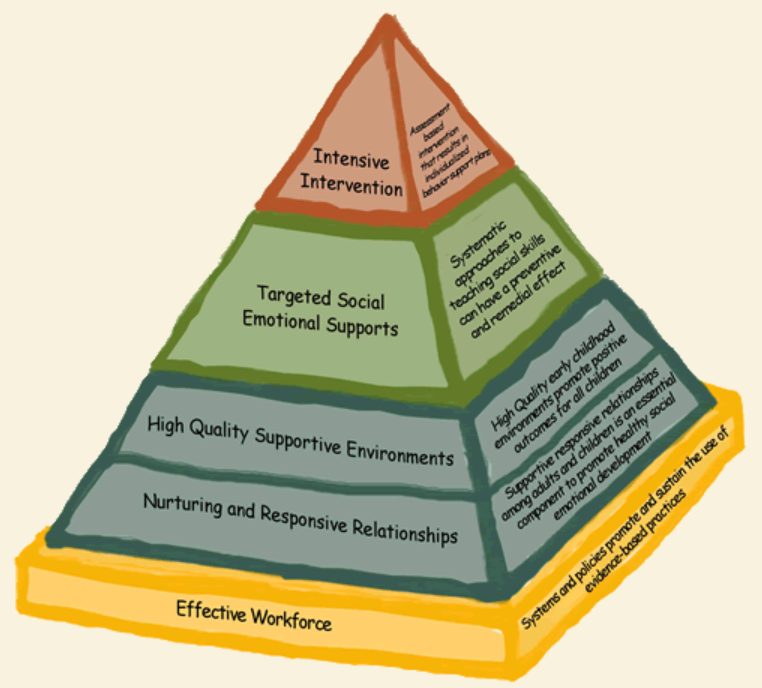 Intensive
Intervention
Assessment
based
intervention
that results in
individualized
behavior support plans
Targeted Social
Emotional Supports
Systematic
approaches to
teaching social skills
can have a preventive
and remedial effect
High Quality Supportive Environments
High Quality early childhood
environments promote positive
outcomes for all children
Nurturing and Responsive Relationships
Supportive responsive relationships
among adults and children is an essential
component to promote healthy social
emotional development
Effective Workforce
Systems and policies promote and sustain the use of
evidence-based practices